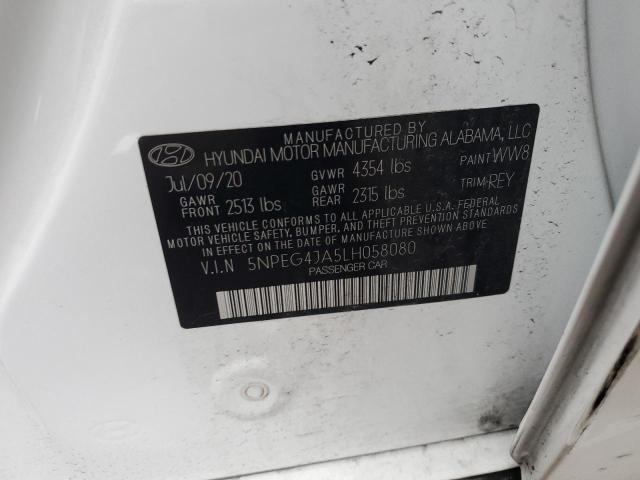 MANUFACTURED BY
HYUNDAI MOTOR MANUFACTURING ALABAMA, LLC
Jul/09/20 GVWR 4354 lbs PAINT WW8
GAWR FRONT 2513 lbs GAWR REAR 2315 lbs TRIM REY
THIS VEHICLE CONFORMS TO ALL APPLICABLE U.S.A. FEDERAL
MOTOR VEHICLE SAFETY, BUMPER, AND THEFT PREVENTION STANDARDS
IN EFFECT ON THE DATE OF MANUFACTURE SHOWN ABOVE
V.I.N 5NPEG4JA5LH058080
PASSENGER CAR